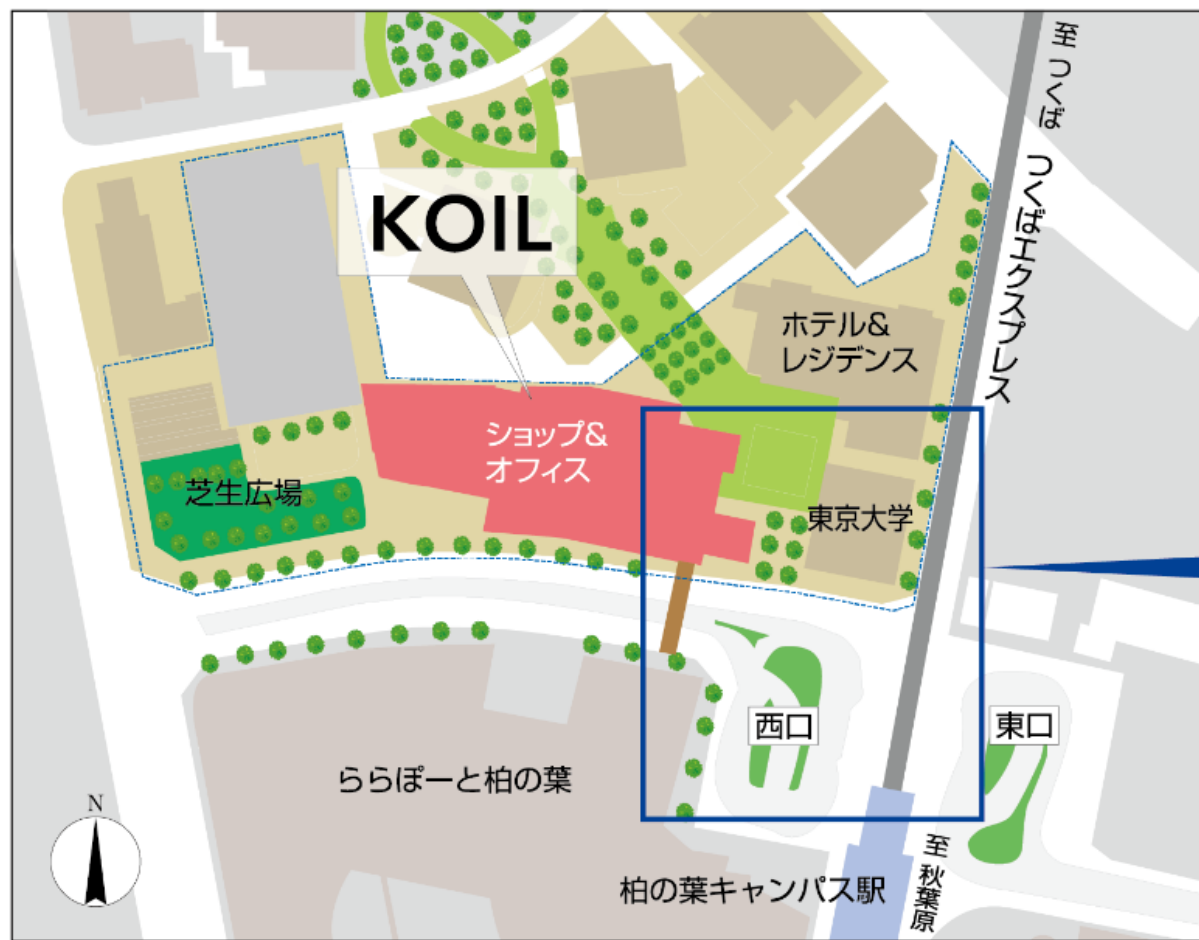 至 つくば
つくばエクスプレス
KOIL
ホテル&
レジデンス
ショップ&
オフィス
芝生広場
東京大学
西口
東口
ららぽーと柏の葉
N
至 秋葉原
柏の葉キャンパス駅